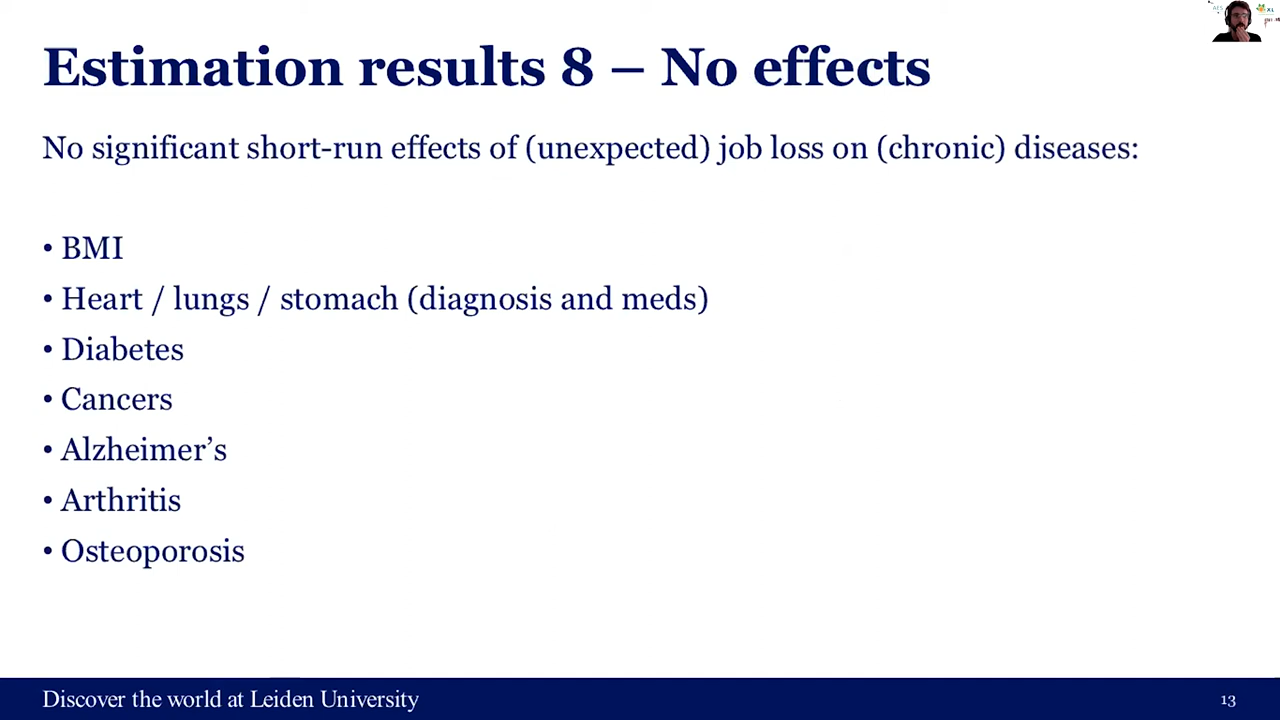 Estimation results 8 – No effects
No significant short-run effects of (unexpected) job loss on (chronic) diseases:
• BMI
• Heart / lungs / stomach (diagnosis and meds)
• Diabetes
• Cancers
• Alzheimer’s
• Arthritis
• Osteoporosis
Discover the world at Leiden University
13